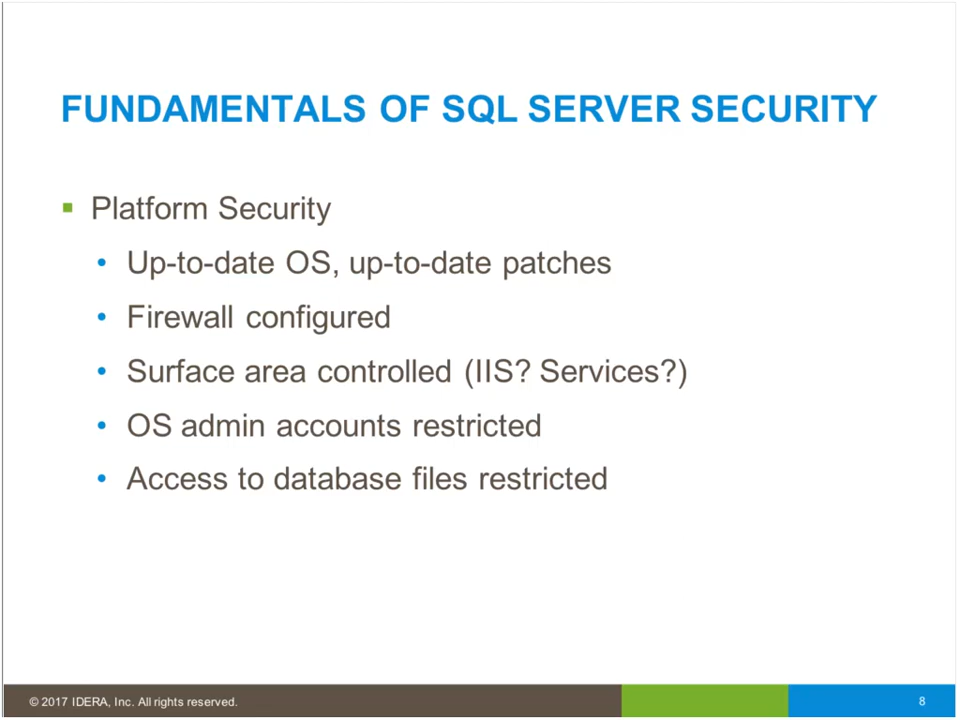 FUNDAMENTALS OF SQL SERVER SECURITY
▪ Platform Security
• Up-to-date OS, up-to-date patches
• Firewall configured
• Surface area controlled (IIS? Services?)
• OS admin accounts restricted
• Access to database files restricted
© 2017 IDERA, Inc. All rights reserved.
8